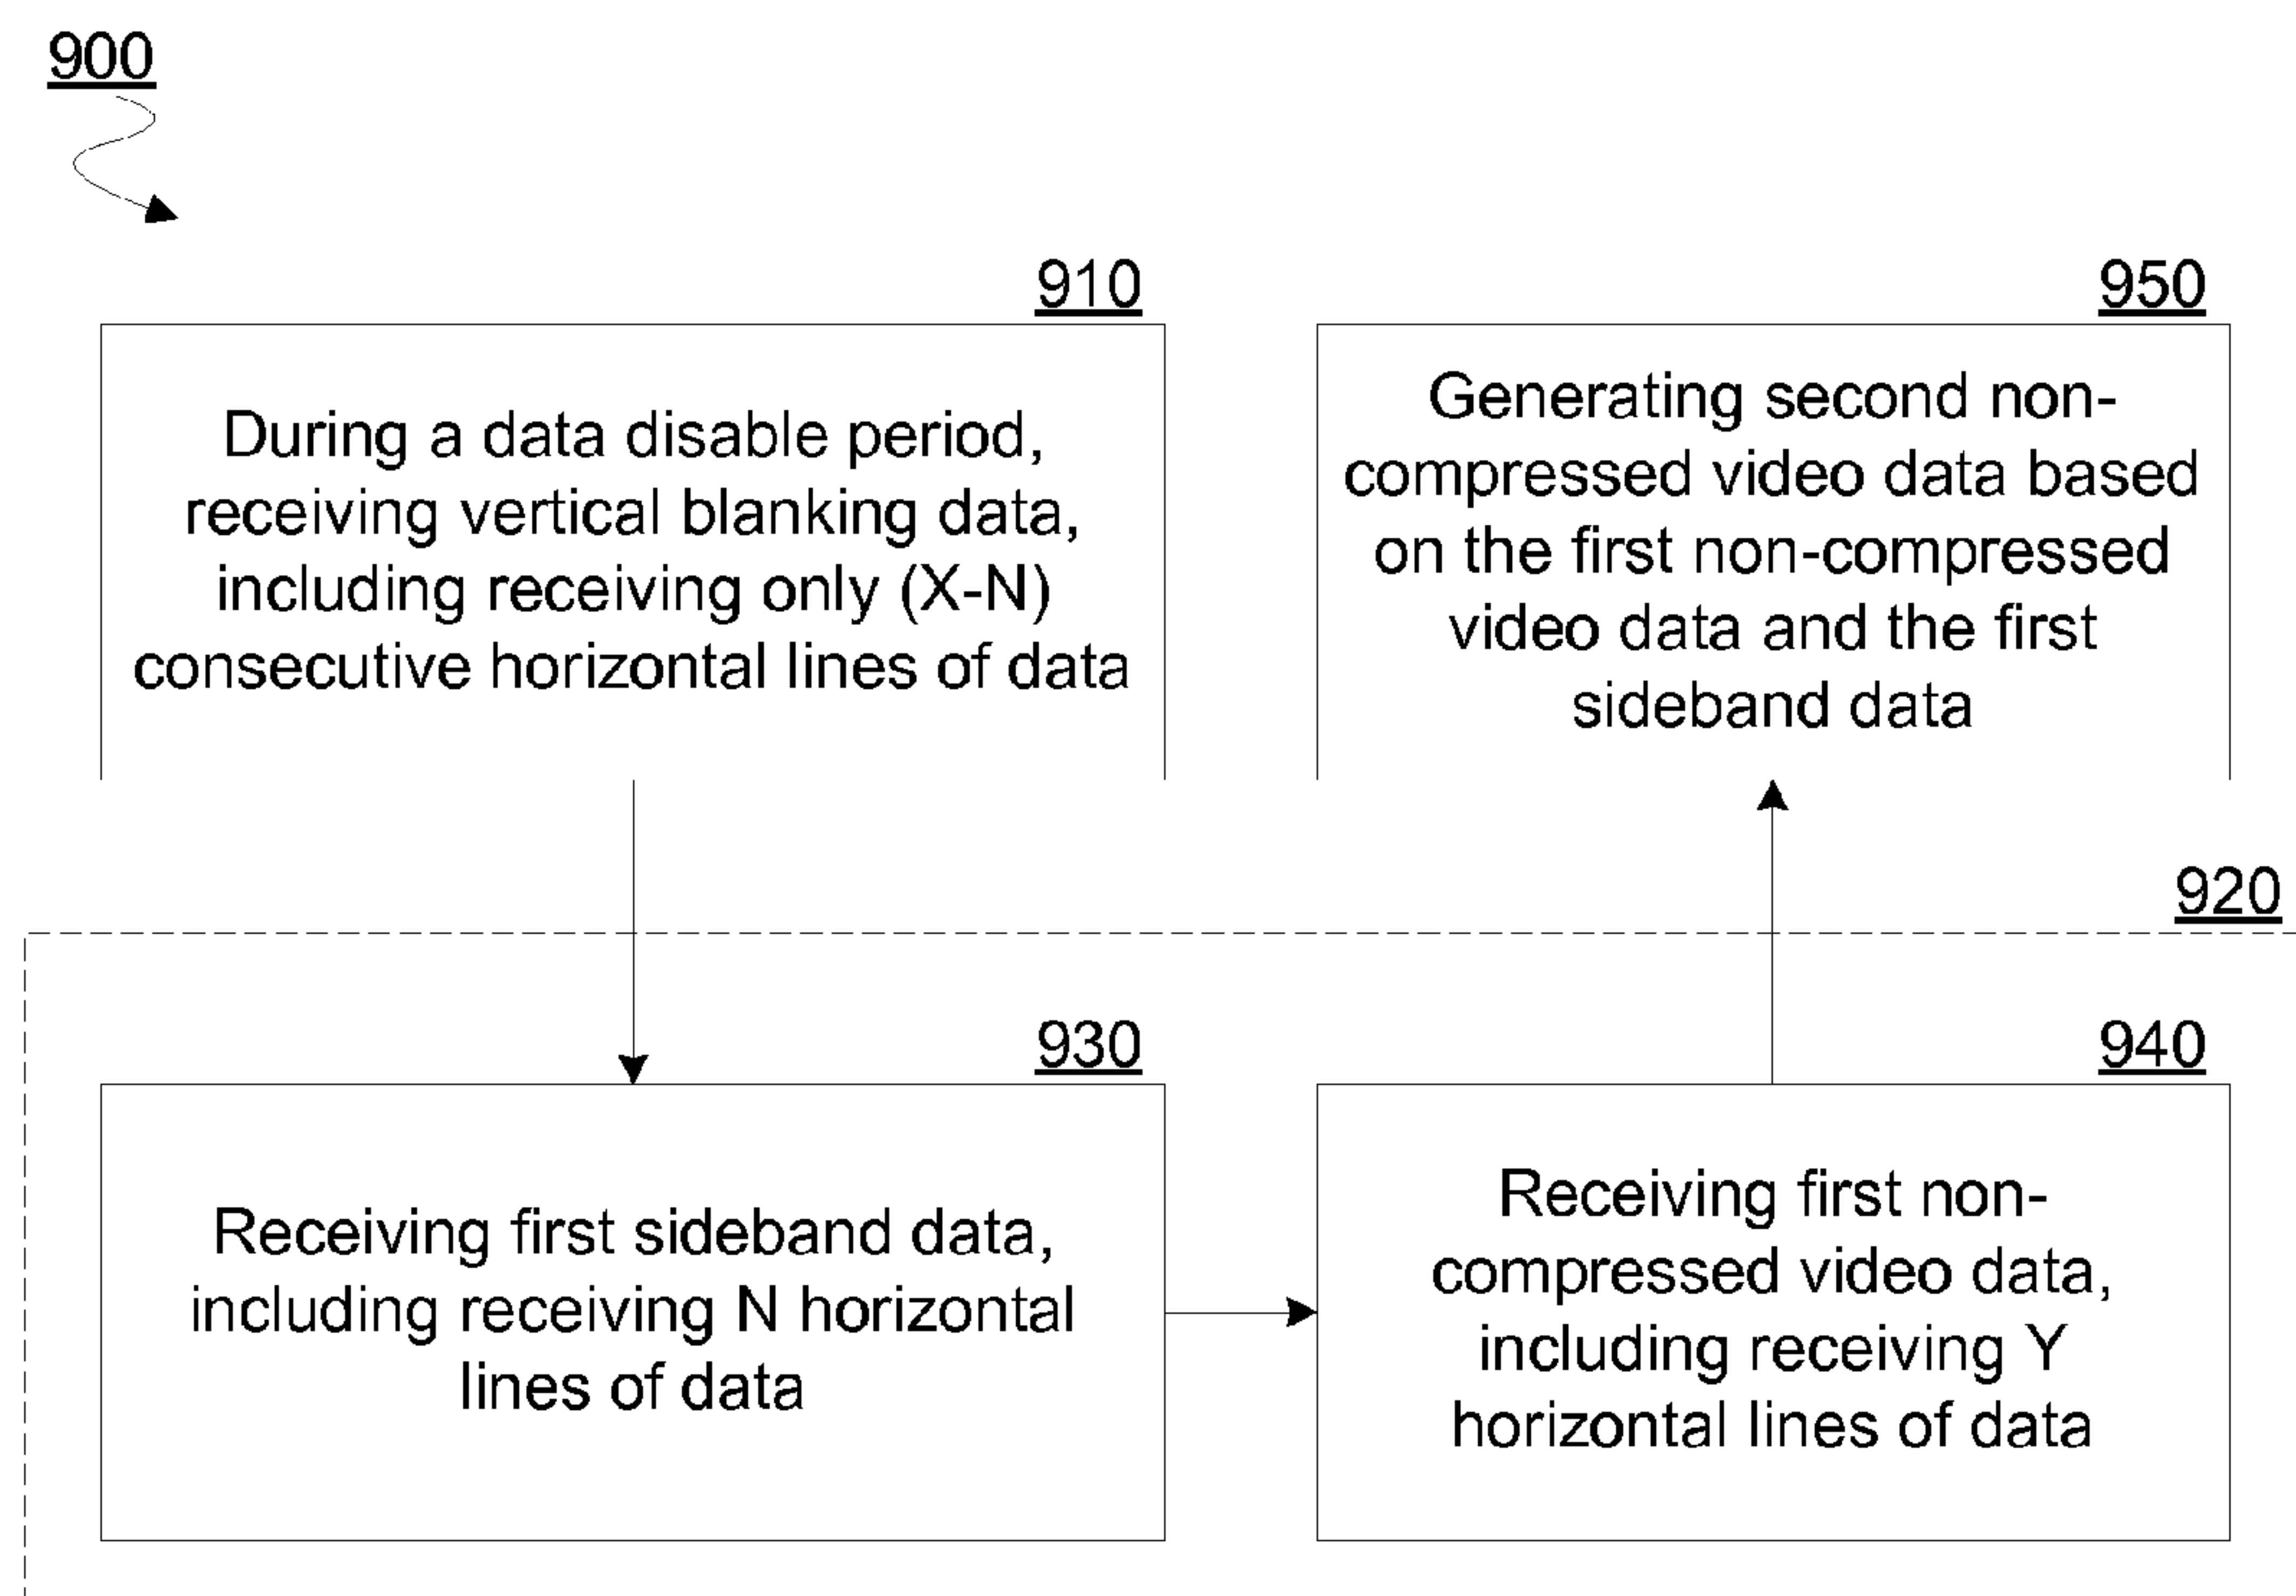 900
910
During a data disable period,
receiving vertical blanking data,
including receiving only (X-N)
consecutive horizontal lines of data
950
Generating second non-
compressed video data based
on the first non-compressed
video data and the first
sideband data
920
930
Receiving first sideband data,
including receiving N horizontal
lines of data
940
Receiving first non-
compressed video data,
including receiving Y
horizontal lines of data